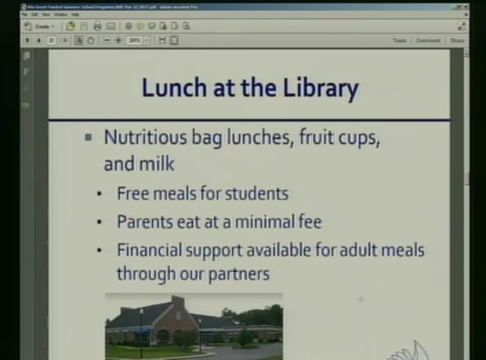 Lunch at the Library
Nutritious bag lunches, fruit cups,
and milk
Free meals for students
Parents eat at a minimal fee
Financial support available for adult meals
through our partners